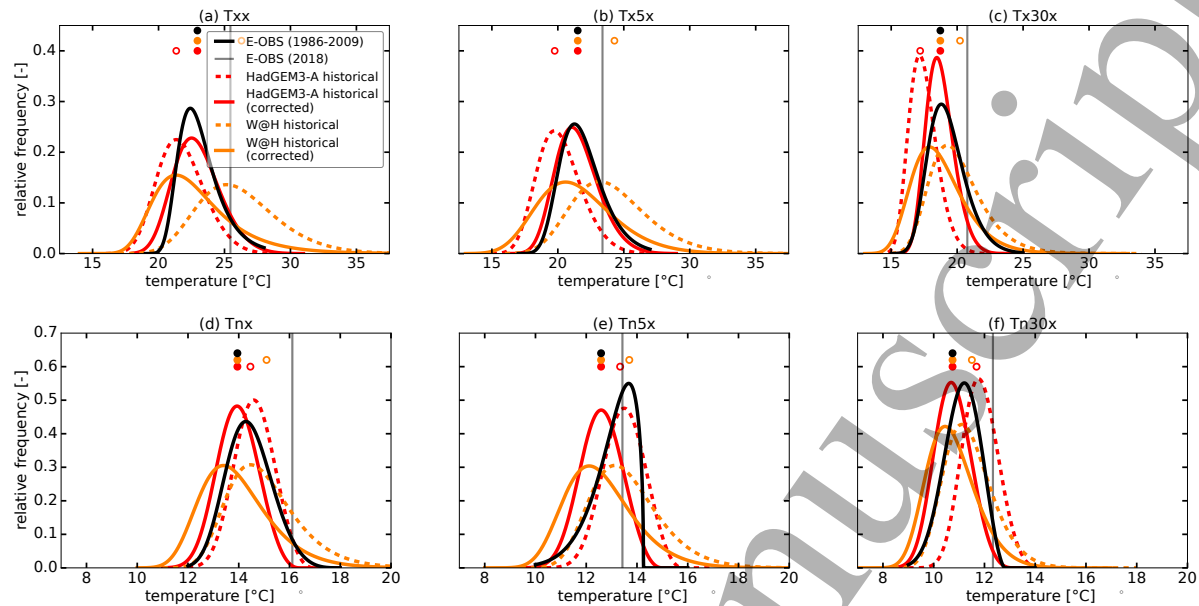 (a) Txx
(b) Tx5x
(c) Tx30x
E-OBS (1986-2009)
E-OBS (2018)
HadGEM3-A historical
HadGEM3-A historical
(corrected)
W@H historical
W@H historical
(corrected)
relative frequency [-]
0.4
0.3
0.2
0.1
0.0
15 20 25 30 35
15 20 25 30 35
15 20 25 30 35
temperature [°C]
temperature [°C]
temperature [°C]
(d) Tnx
(e) Tn5x
(f) Tn30x
relative frequency [-]
0.7
0.6
0.5
0.4
0.3
0.2
0.1
0.0
8 10 12 14 16 18 20
8 10 12 14 16 18 20
8 10 12 14 16 18 20
temperature [°C]
temperature [°C]
temperature [°C]
nuscrip